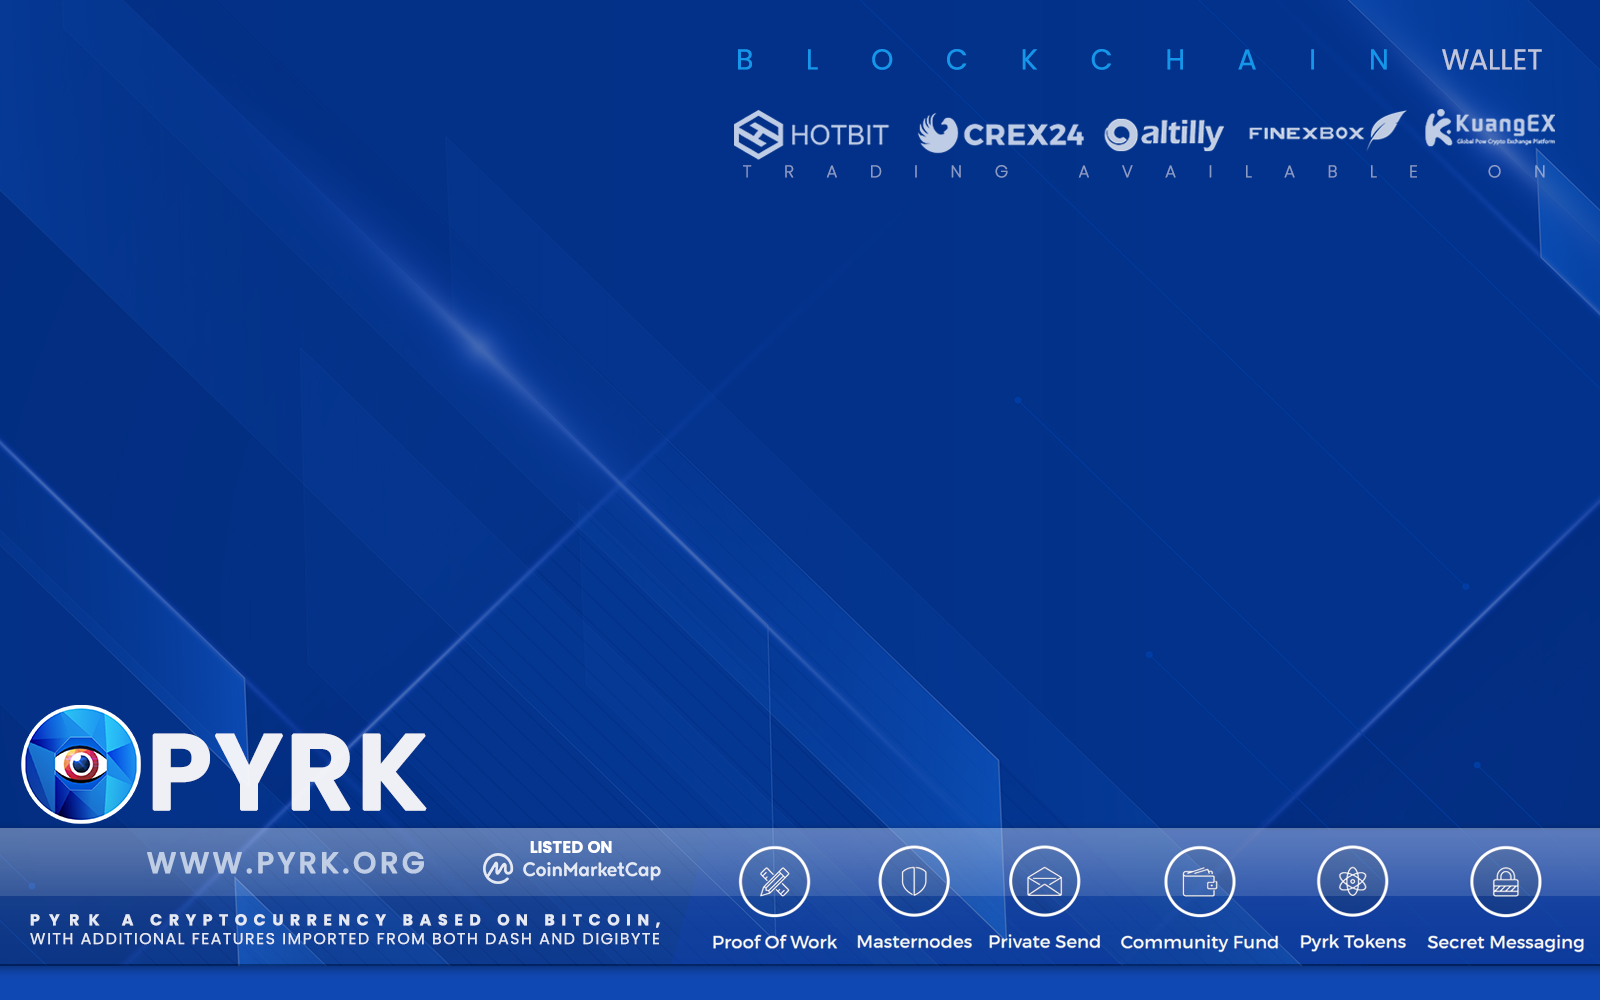 BLOCKCHAIN WALLET
HOTBIT CREX24 altilly FINEXBOX KuangEX
Global Pow Crypto Exchange Platform
TRADING AVAILABLE ON
PYRK
WWW.PYRK.ORG
LISTED ON
CoinMarketCap
PYRK A CRYPTOCURRENCY BASED ON BITCOIN,
WITH ADDITIONAL FEATURES IMPORTED FROM BOTH DASH AND DIGIBYTE
Proof Of Work Masternodes Private Send Community Fund Pyrk Tokens Secret Messaging